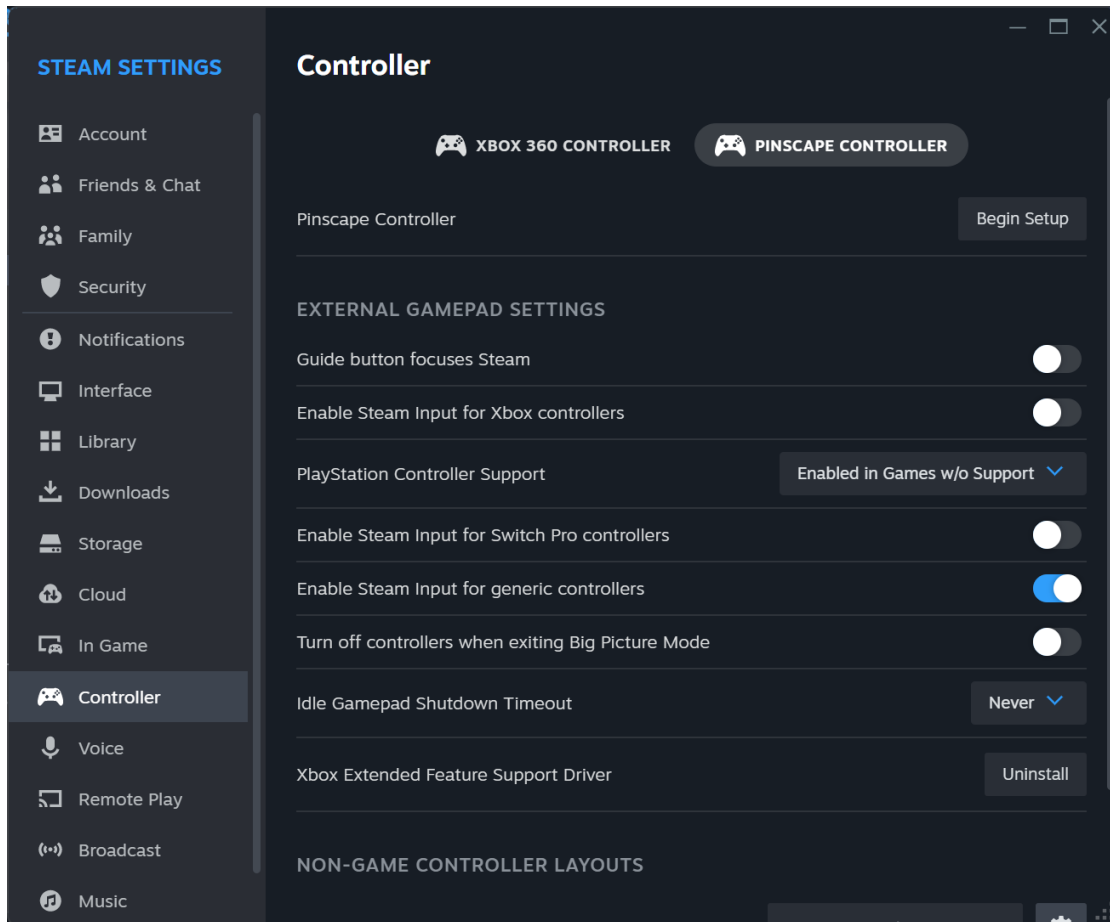 STEAM SETTINGS
Account
Friends & Chat
Family
Security
Notifications
Interface
Library
Downloads
Storage
Cloud
In Game
Controller
Voice
Remote Play
Broadcast
Music
Controller
XBOX 360 CONTROLLER
PINSCAPE CONTROLLER
Pinscape Controller
Begin Setup
EXTERNAL GAMEPAD SETTINGS
Guide button focuses Steam
Enable Steam Input for Xbox controllers
PlayStation Controller Support
Enabled in Games w/o Support
Enable Steam Input for Switch Pro controllers
Enable Steam Input for generic controllers
Turn off controllers when exiting Big Picture Mode
Idle Gamepad Shutdown Timeout
Never
Xbox Extended Feature Support Driver
Uninstall
NON-GAME CONTROLLER LAYOUTS